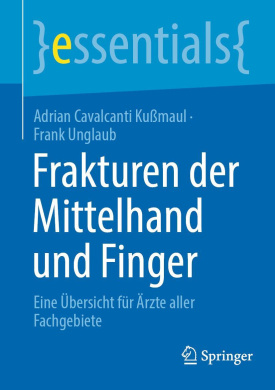 }essentials{
Adrian Cavalcanti Kußmaul ·
Frank Unglaub
Frakturen der
Mittelhand
und Finger
Eine Übersicht für Ärzte aller
Fachgebiete
Springer